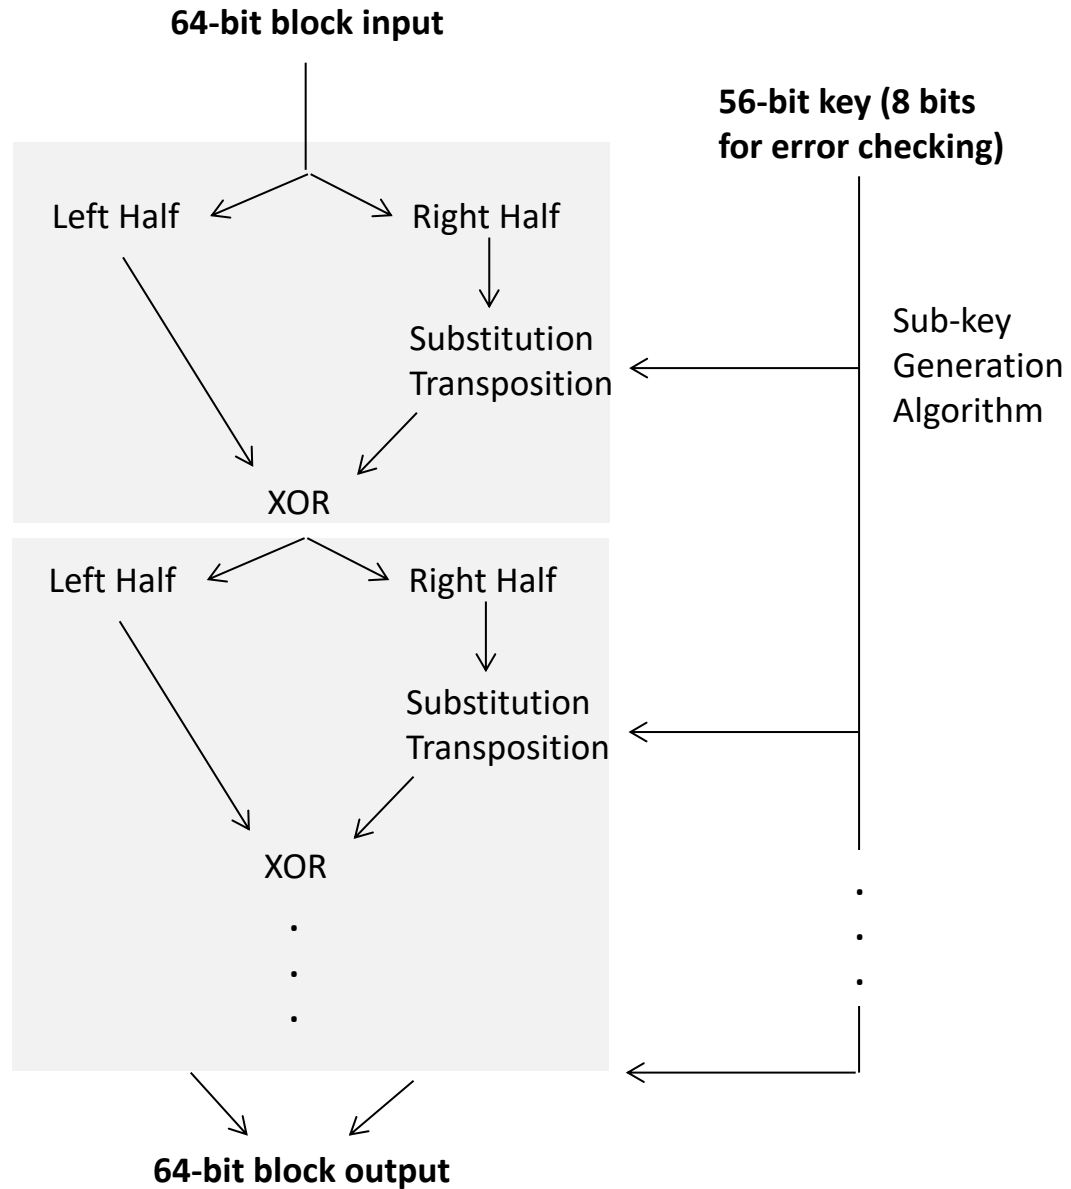 64-bit block input
56-bit key (8 bits
for error checking)
Left Half
Right Half
Substitution
Transposition
Sub-key
Generation
Algorithm
XOR
Left Half
Right Half
Substitution
Transposition
XOR
.
.
.
.
.
.
64-bit block output